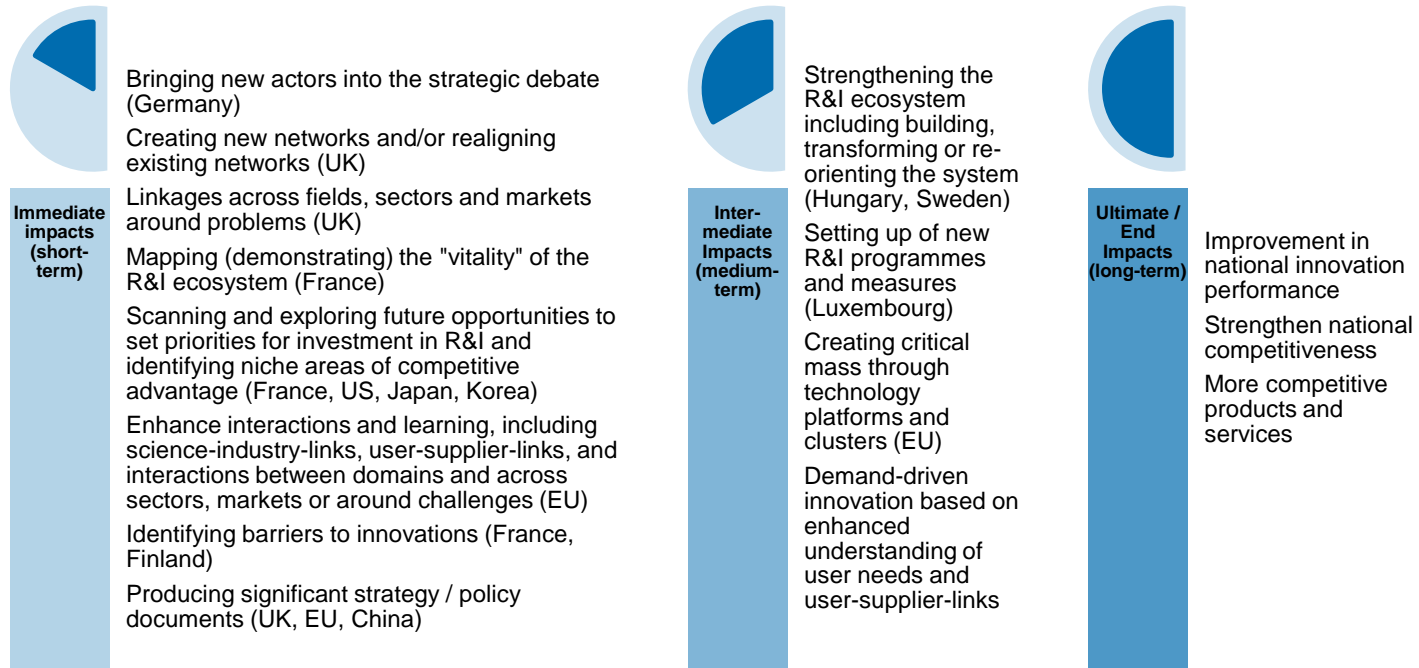 Immediate
impacts
(short-
term)
Bringing new actors into the strategic debate
(Germany)
Creating new networks and/or realigning
existing networks (UK)
Linkages across fields, sectors and markets
around problems (UK)
Mapping (demonstrating) the "vitality" of the
R&I ecosystem (France)
Scanning and exploring future opportunities to
set priorities for investment in R&I and
identifying niche areas of competitive
advantage (France, US, Japan, Korea)
Enhance interactions and learning, including
science-industry-links, user-supplier-links, and
interactions between domains and across
sectors, markets or around challenges (EU)
Identifying barriers to innovations (France,
Finland)
Producing significant strategy / policy
documents (UK, EU, China)
Inter-
mediate
Impacts
(medium-
term)
Strengthening the
R&I ecosystem
including building,
transforming or re-
orienting the system
(Hungary, Sweden)
Setting up of new
R&I programmes
and measures
(Luxembourg)
Creating critical
mass through
technology
platforms and
clusters (EU)
Demand-driven
innovation based on
enhanced
understanding of
user needs and
user-supplier-links
Ultimate /
End
Impacts
(long-term)
Improvement in
national innovation
performance
Strengthen national
competitiveness
More competitive
products and
services